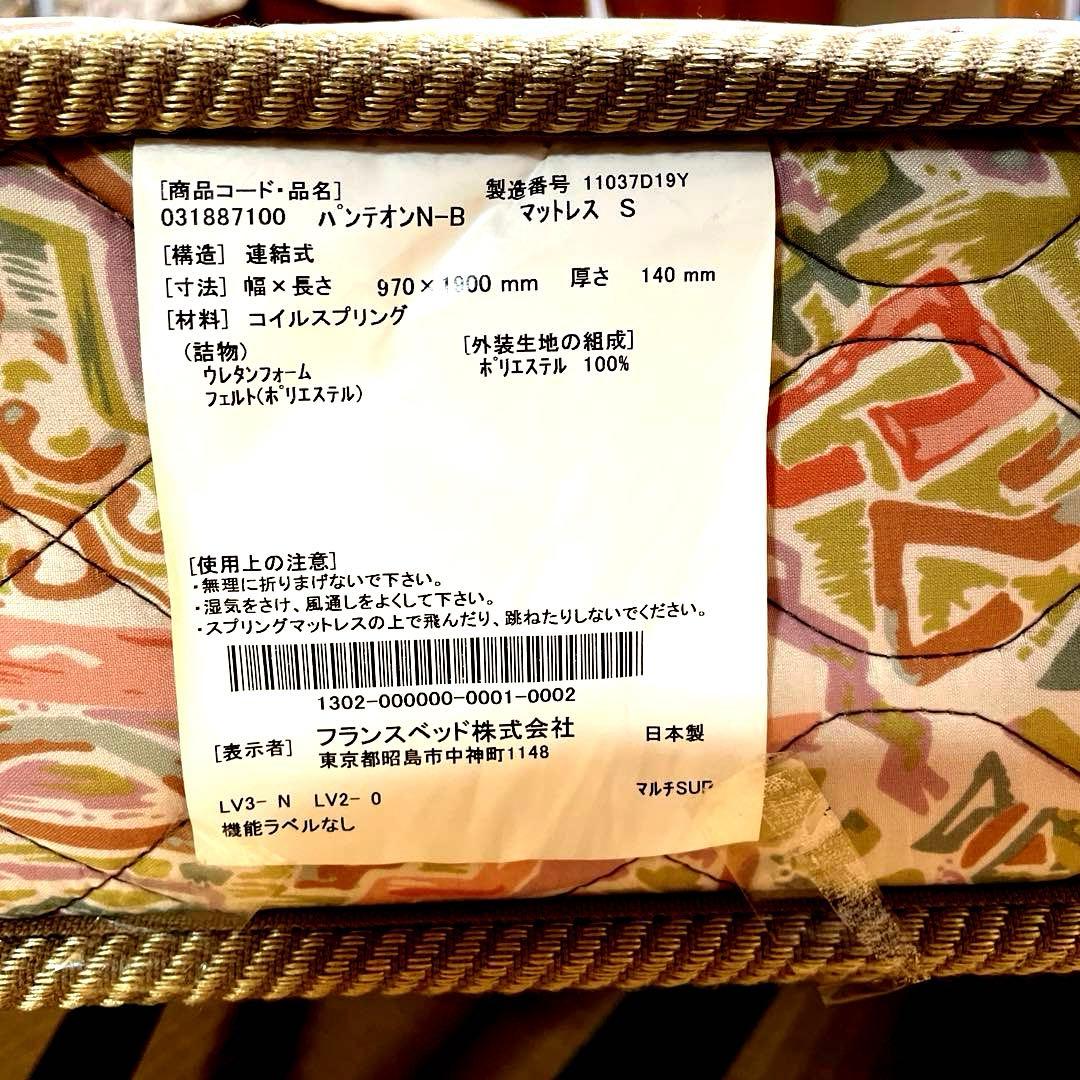 [商品コード・品名] 製造番号 11037D19Y
031887100 パンテオンN-B マットレス S
[構造] 連結式
[寸法] 幅×長さ 970× mm 厚さ 140 mm
[材料] コイルスプリング
(詰物) [外装生地の組成]
ウレタンフォーム ポリエステル 100%
フェルト(ポリエステル)
[使用上の注意]
・無理に折りまげないで下さい。
・湿気をさけ、風通しをよくして下さい。
・スプリングマットレスの上で飛んだり、跳ねたりしないでください。
1302-000000-0001-0002
[表示者] フランスベッド株式会社 日本製
東京都昭島市中神町1148
LV3- N LV2- 0 マルチSUP
機能ラベルなし